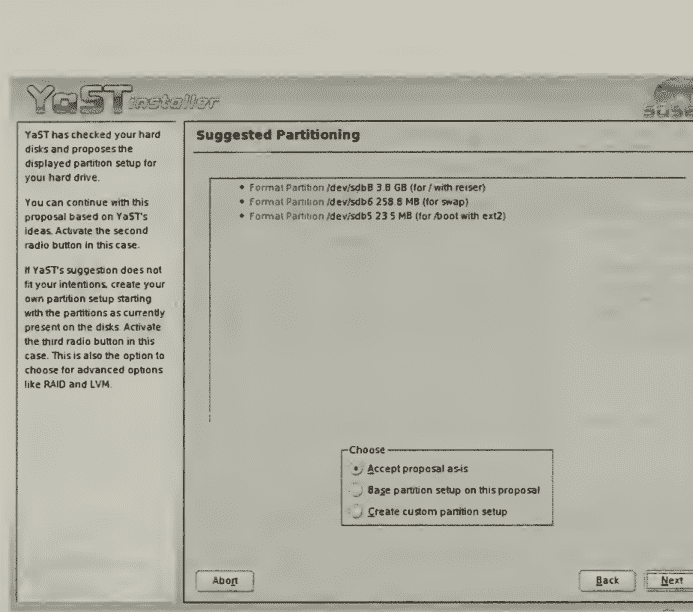 YaST installer
SUSE
YaST has checked your hard
disks and proposes the
displayed partition setup for
your hard drive.
You can continue with this
proposal based on YaST's
ideas. Activate the second
radio button in this case.
If YaST's suggestion does not
fit your intentions, create your
own partition setup starting
with the partitions as currently
present on the disks. Activate
the third radio button in this
case. This is also the option to
choose for advanced options
like RAID and LVM.
Suggested Partitioning
• Format Partition /dev/sdb8 3.8 GB (for / with reiser)
• Format Partition /dev/sdb6 258.8 MB (for swap)
• Format Partition /dev/sdb5 23.5 MB (for /boot with ext2)
Choose
Accept proposal as-is
Base partition setup on this proposal
Create custom partition setup
Abort
Back
Next